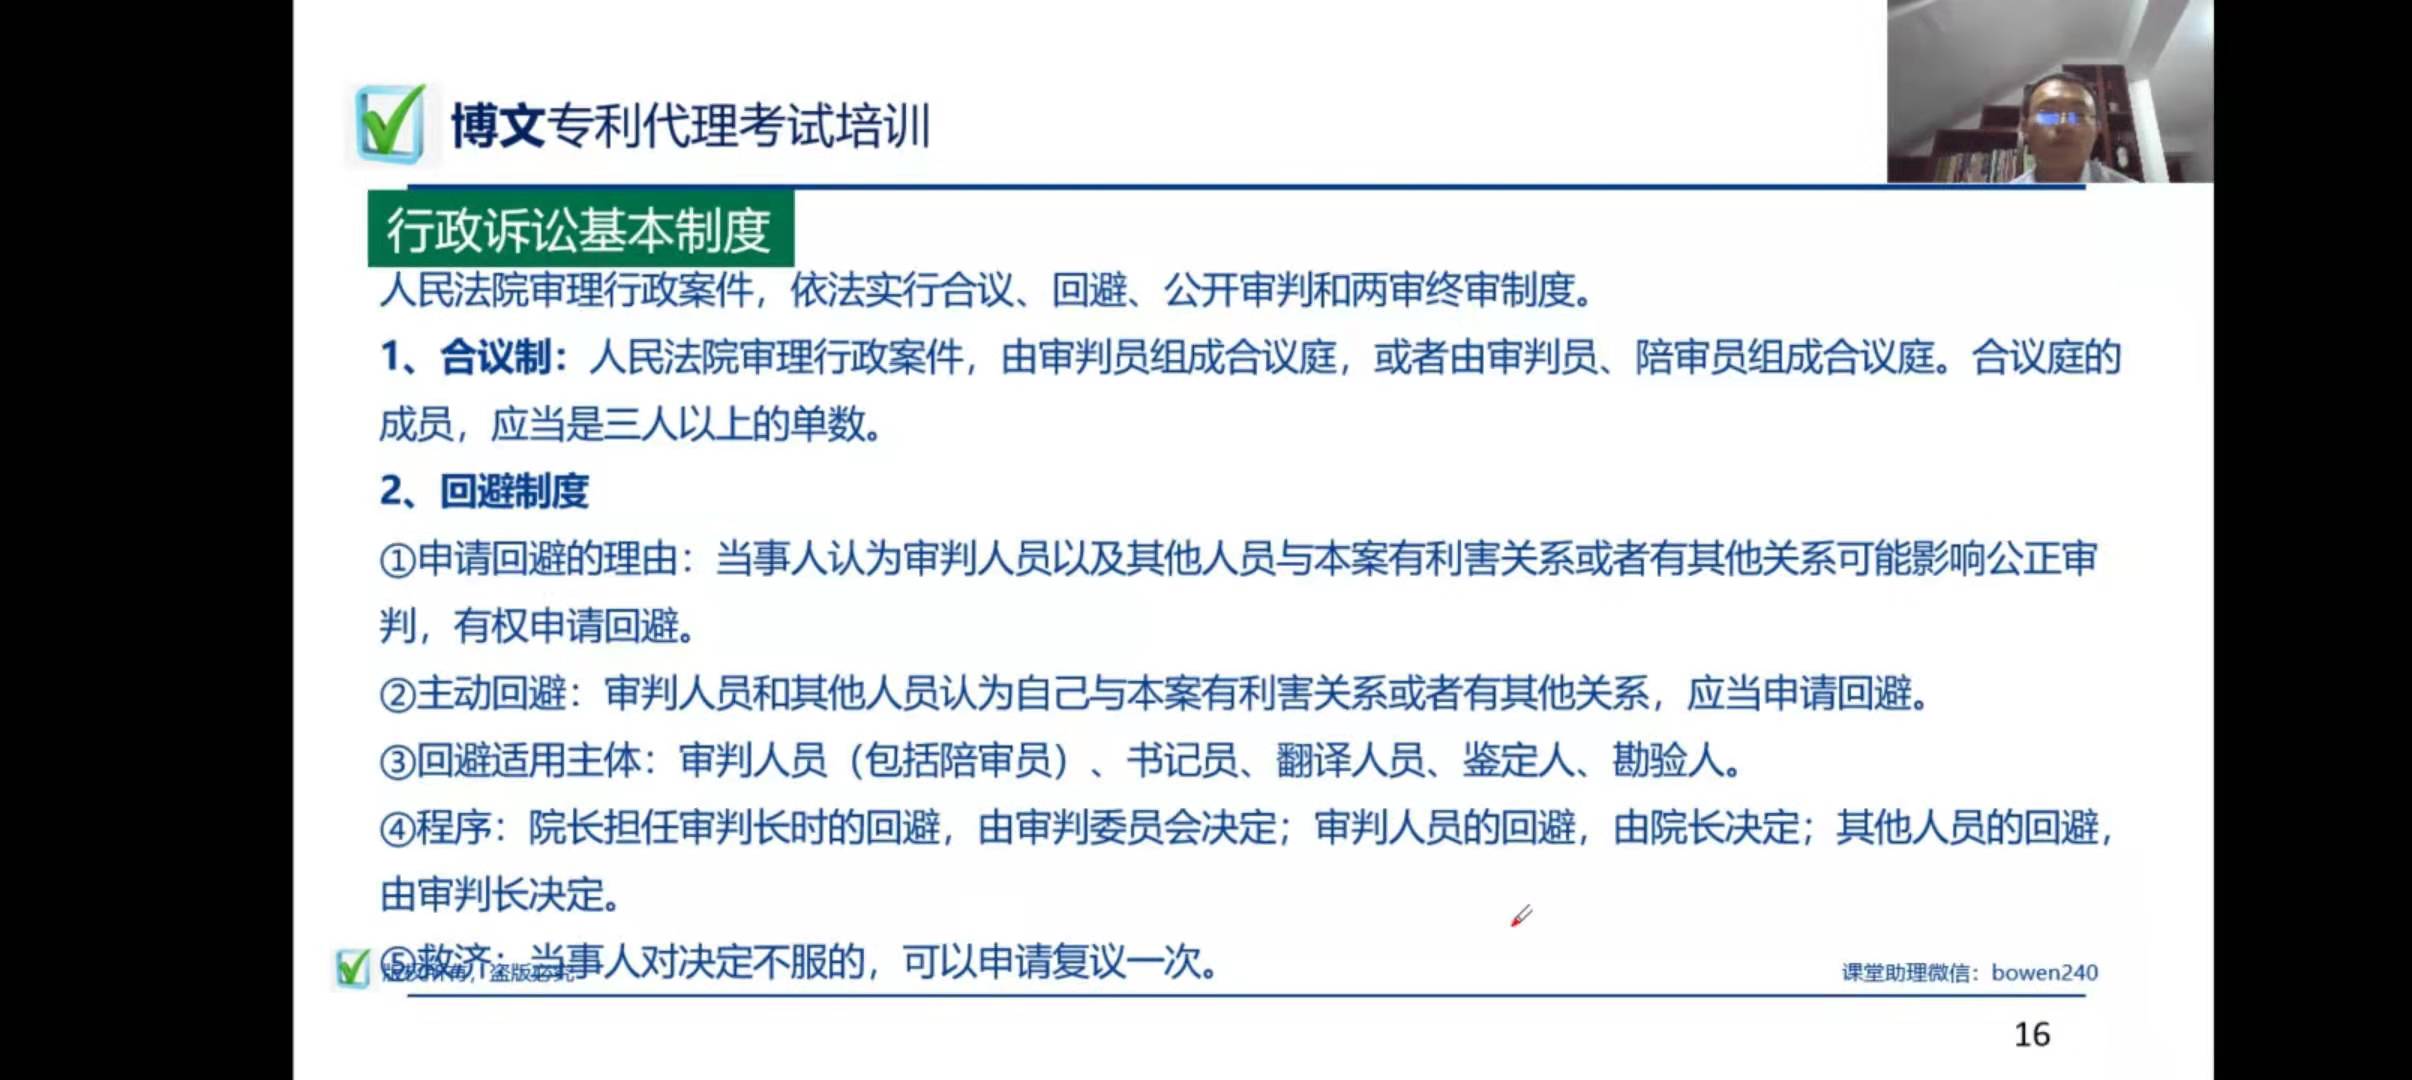 博文专利代理考试培训
行政诉讼基本制度
人民法院审理行政案件，依法实行合议、回避、公开审判和两审终审制度。
1、合议制：人民法院审理行政案件，由审判员组成合议庭，或者由审判员、陪审员组成合议庭。合议庭的
成员，应当是三人以上的单数。
2、回避制度
①申请回避的理由：当事人认为审判人员以及其他人员与本案有利害关系或者有其他关系可能影响公正审
判，有权申请回避。
②主动回避：审判人员和其他人员认为自己与本案有利害关系或者有其他关系，应当申请回避。
③回避适用主体：审判人员（包括陪审员）、书记员、翻译人员、鉴定人、勘验人。
④程序：院长担任审判长时的回避，由审判委员会决定；审判人员的回避，由院长决定；其他人员的回避，
由审判长决定。
⑤救济：当事人对决定不服的，可以申请复议一次。
版权所有，盗版必究
课堂助理微信：bowen240
16